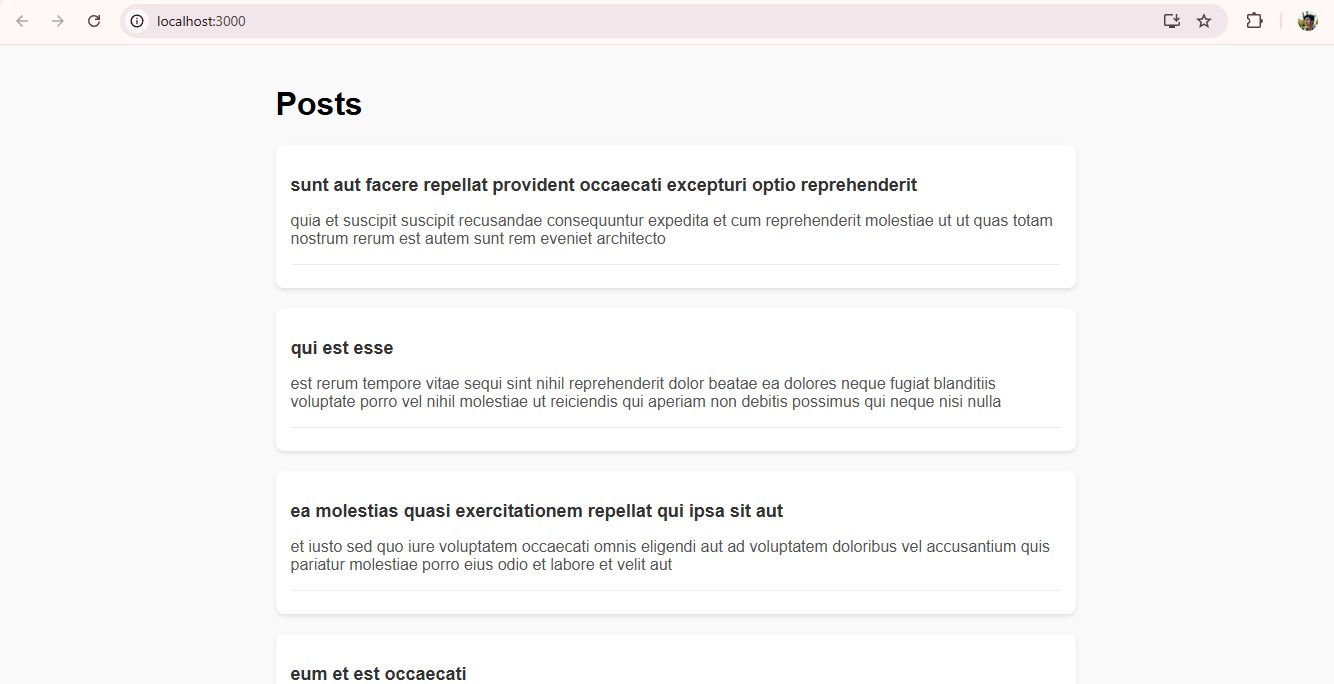 localhost:3000
Posts
sunt aut facere repellat provident occaecati excepturi optio reprehenderit
quia et suscipit suscipit recusandae consequuntur expedita et cum reprehenderit molestiae ut ut quas totam
nostrum rerum est autem sunt rem eveniet architecto
qui est esse
est rerum tempore vitae sequi sint nihil reprehenderit dolor beatae ea dolores neque fugiat blanditiis
voluptate porro vel nihil molestiae ut reiciendis qui aperiam non debitis possimus qui neque nisi nulla
ea molestias quasi exercitationem repellat qui ipsa sit aut
et iusto sed quo iure voluptatem occaecati omnis eligendi aut ad voluptatem doloribus vel accusantium quis
pariatur molestiae porro eius odio et labore et velit aut
eum et est occaecati